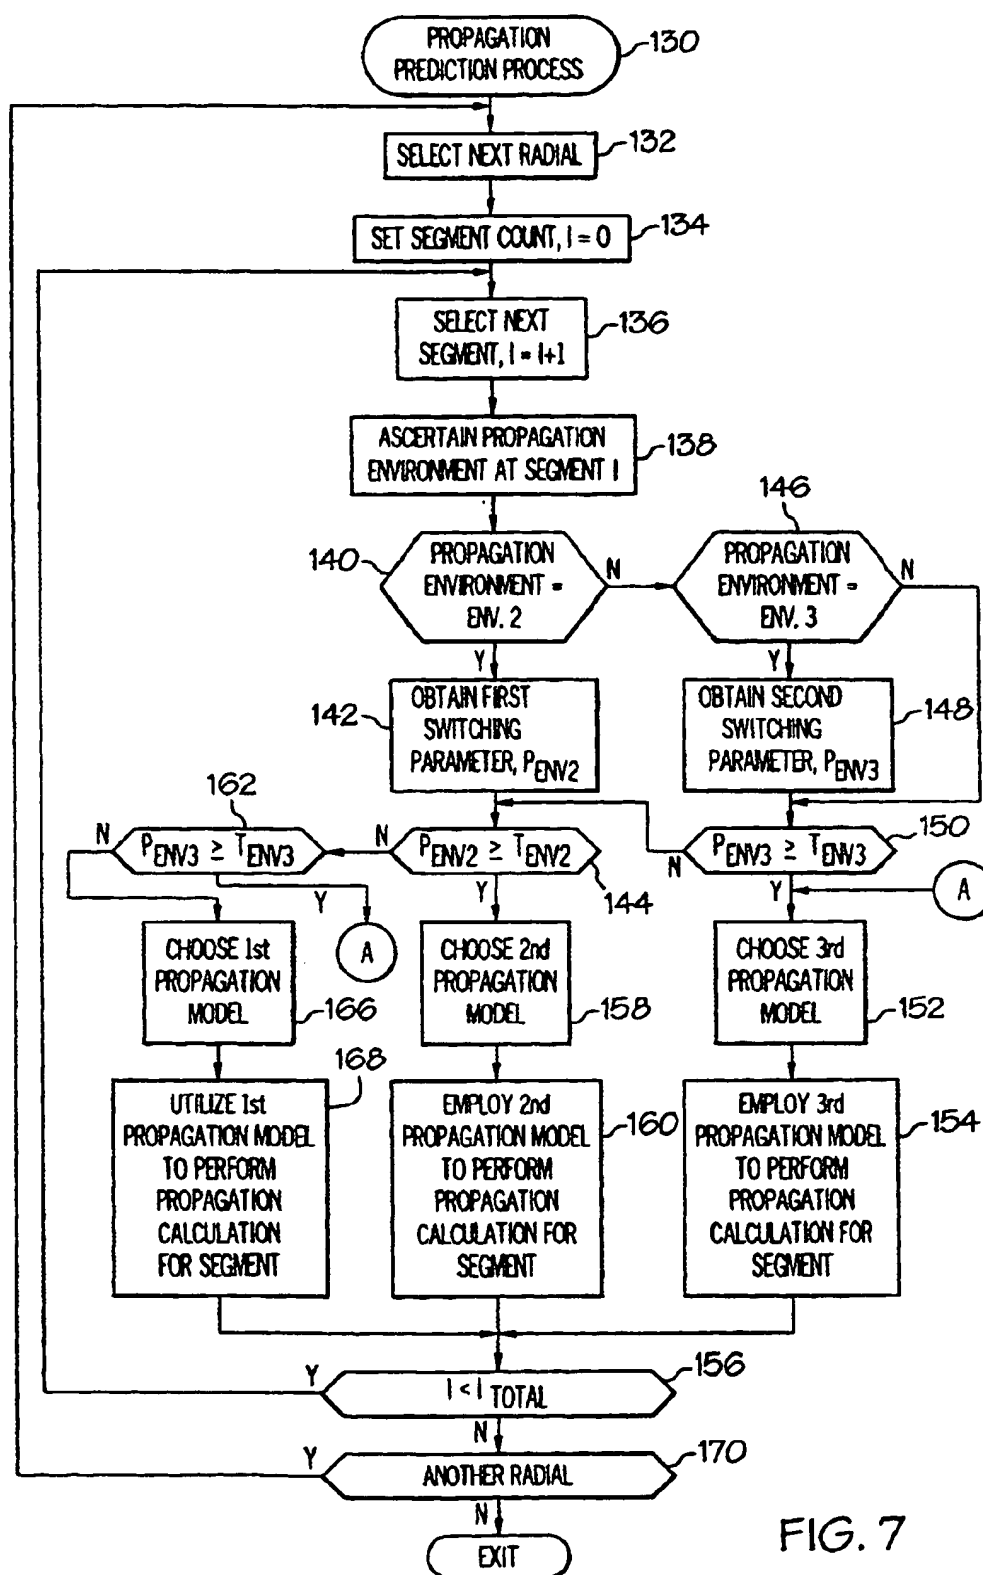 PROPAGATION
PREDICTION PROCESS
130
SELECT NEXT RADIAL
132
SET SEGMENT COUNT, I = 0
134
SELECT NEXT
SEGMENT, I = I+1
136
ASCERTAIN PROPAGATION
ENVIRONMENT AT SEGMENT I
138
140
PROPAGATION
ENVIRONMENT =
ENV. 2
N
Y
146
PROPAGATION
ENVIRONMENT =
ENV. 3
N
Y
142
OBTAIN FIRST
SWITCHING
PARAMETER, PENV2
OBTAIN SECOND
SWITCHING
PARAMETER, PENV3
148
162
N
PENV3 ≥ TENV3
Y
N
PENV2 ≥ TENV2
Y
144
N
PENV3 ≥ TENV3
Y
150
A
A
CHOOSE 1st
PROPAGATION
MODEL
166
CHOOSE 2nd
PROPAGATION
MODEL
158
CHOOSE 3rd
PROPAGATION
MODEL
152
168
UTILIZE 1st
PROPAGATION MODEL
TO PERFORM
PROPAGATION
CALCULATION
FOR SEGMENT
EMPLOY 2nd
PROPAGATION MODEL
TO PERFORM
PROPAGATION
CALCULATION FOR
SEGMENT
160
EMPLOY 3rd
PROPAGATION MODEL
TO PERFORM
PROPAGATION
CALCULATION FOR
SEGMENT
154
Y
I < I TOTAL
156
N
Y
ANOTHER RADIAL
170
N
EXIT
FIG. 7